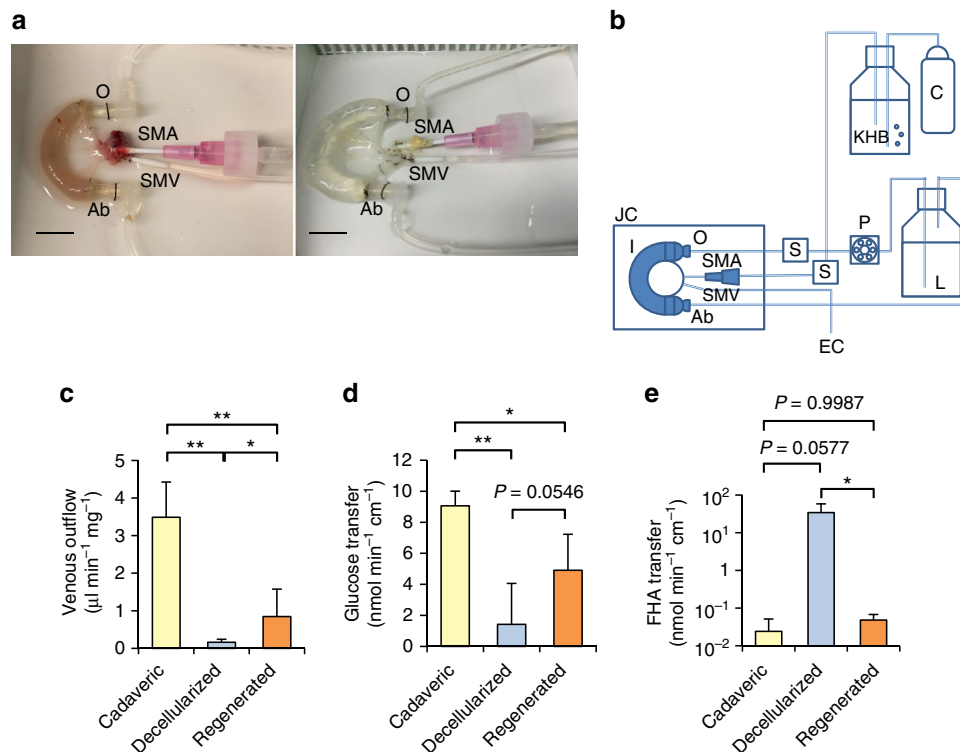 a
O
SMA
SMV
Ab
O
SMA
SMV
Ab
b
KHB
C
JC
I
O
SMA
SMV
Ab
S
S
P
L
EC
c
**
** *
Venous outflow
(μl min⁻¹ mg⁻¹)
5
4
3
2
1
0
Cadaveric
Decellularized
Regenerated
d
*
**
P = 0.0546
Glucose transfer
(nmol min⁻¹ cm⁻¹)
12
10
8
6
4
2
0
Cadaveric
Decellularized
Regenerated
e
P = 0.9987
P = 0.0577
*
FHA transfer
(nmol min⁻¹ cm⁻¹)
10²
10¹
1
10⁻¹
10⁻²
Cadaveric
Decellularized
Regenerated